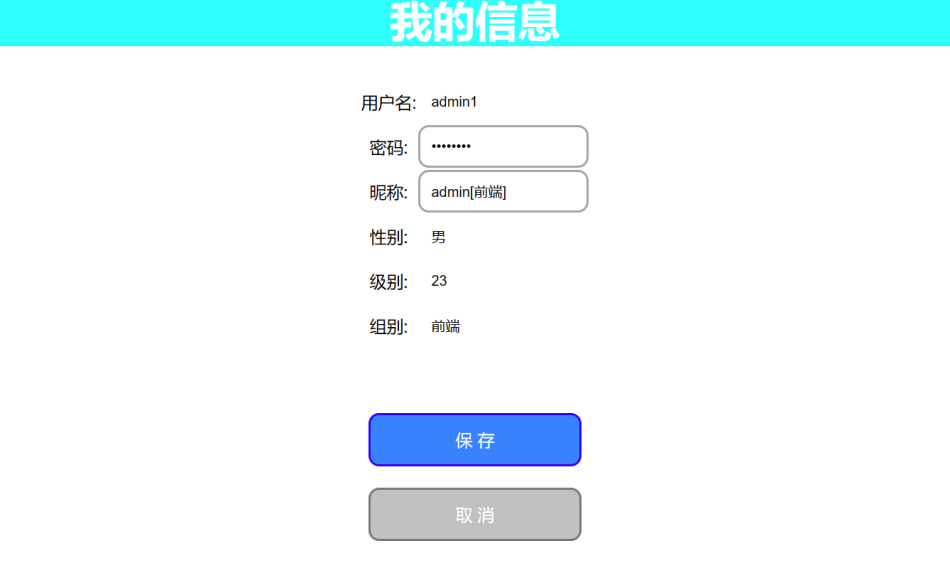 我的信息
用户名: admin1
密码: ••••••••
昵称: admin[前端]
性别: 男
级别: 23
组别: 前端
保 存
取 消